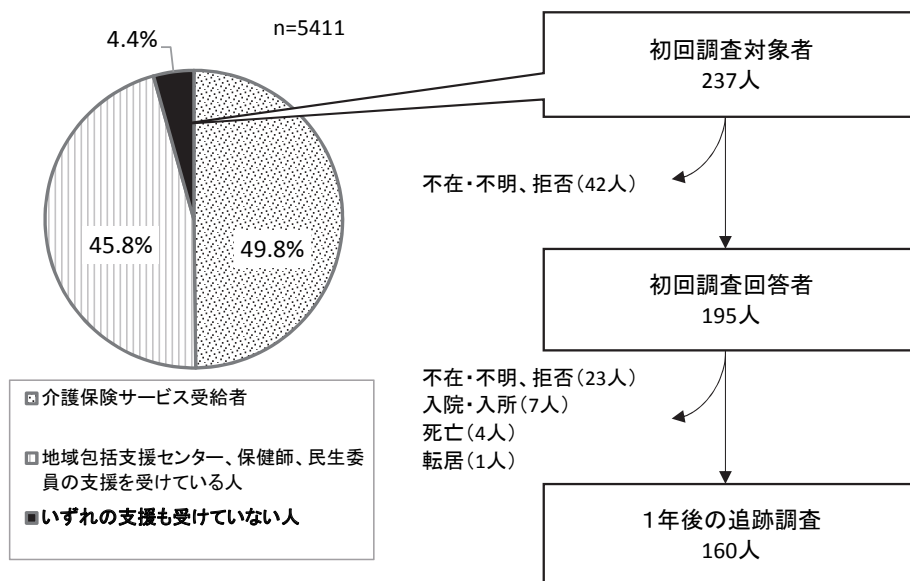 n=5411
4.4%
45.8%
49.8%
介護保険サービス受給者
地域包括支援センター、保健師、民生委
員の支援を受けている人
いずれの支援も受けていない人
初回調査対象者
237人
不在・不明、拒否(42人)
初回調査回答者
195人
不在・不明、拒否(23人)
入院・入所(7人)
死亡(4人)
転居(1人)
1年後の追跡調査
160人